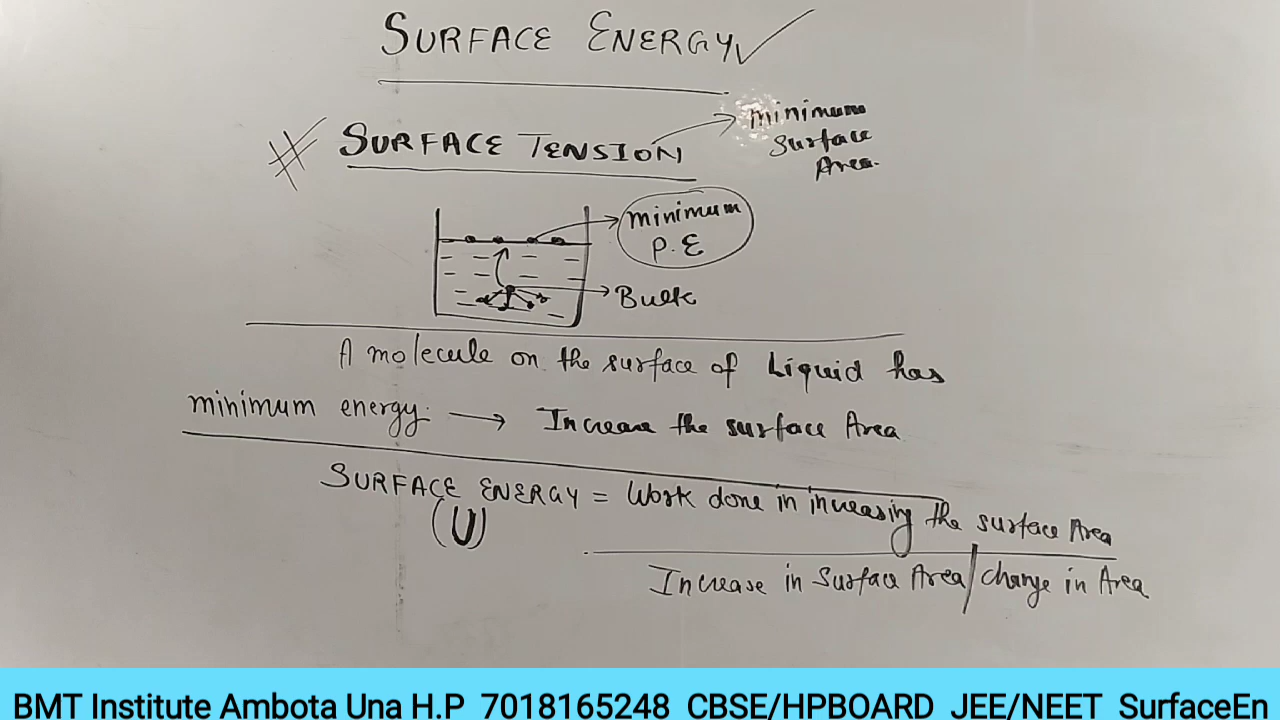 SURFACE ENERGY
SURFACE TENSION
minimum
surface
Area.
minimum
P.E
Bulk
A molecule on the surface of Liquid has
minimum energy. → Increase the surface Area
SURFACE ENERGY = Work done in increasing the surface Area
(U)
Increase in Surface Area/change in Area
BMT Institute Ambota Una H.P 7018165248 CBSE/HPBOARD JEE/NEET SurfaceEn